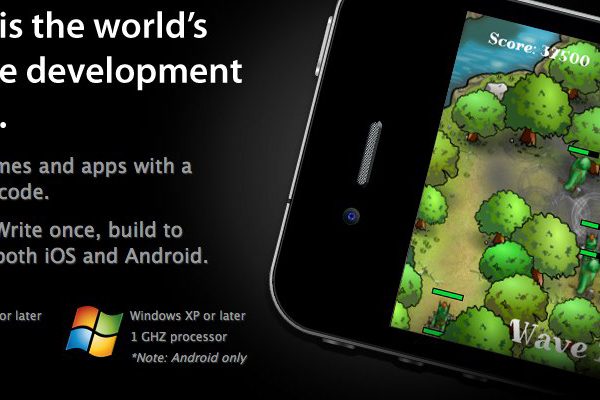 is the world's
e development
.
mes and apps with a
code.
Write once, build to
both iOS and Android.
or later
Windows XP or later
1 GHZ processor
*Note: Android only
Score: 32500
Wave